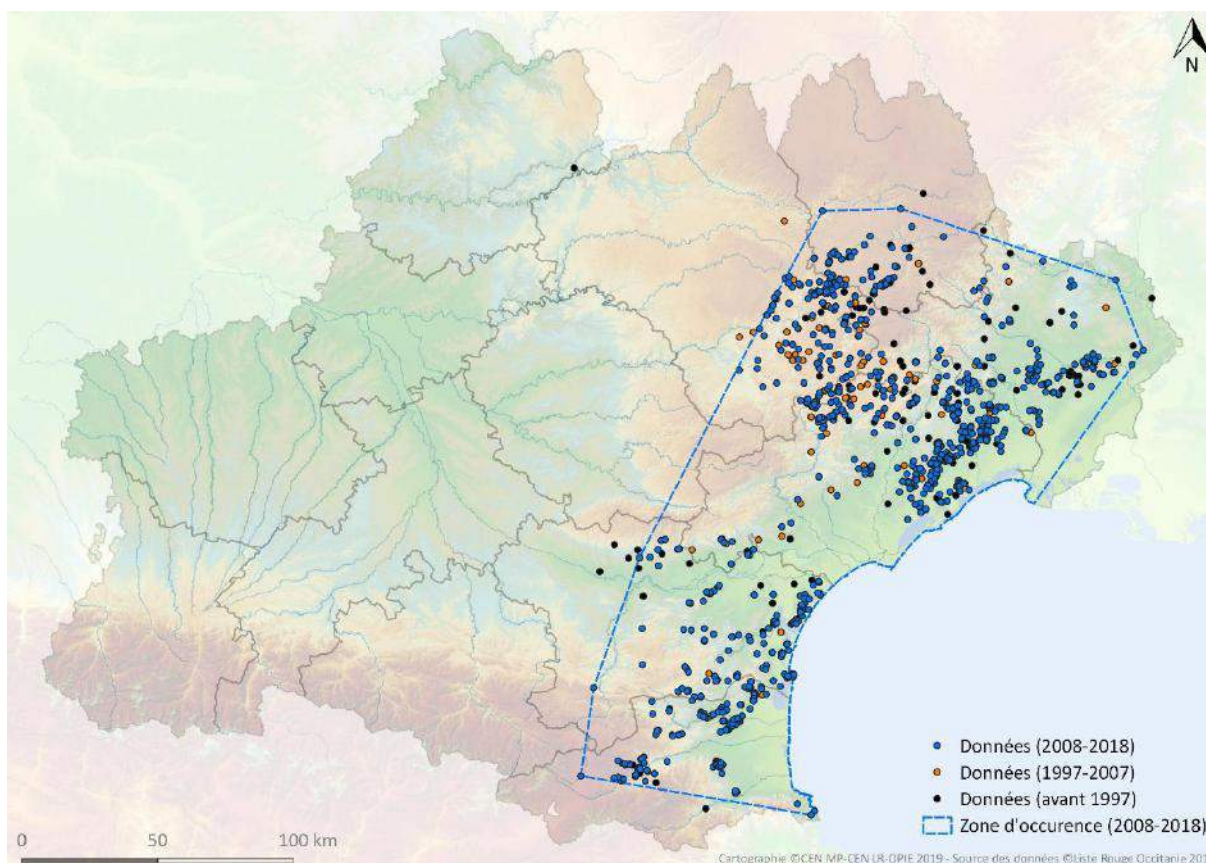 N
Données (2008-2018)
Données (1997-2007)
Données (avant 1997)
Zone d'occurence (2008-2018)
0 50 100 km
Cartographie ©CEN MP-CEN LR-OPIE 2019 - Source des données ©Liste Rouge Occitanie 201